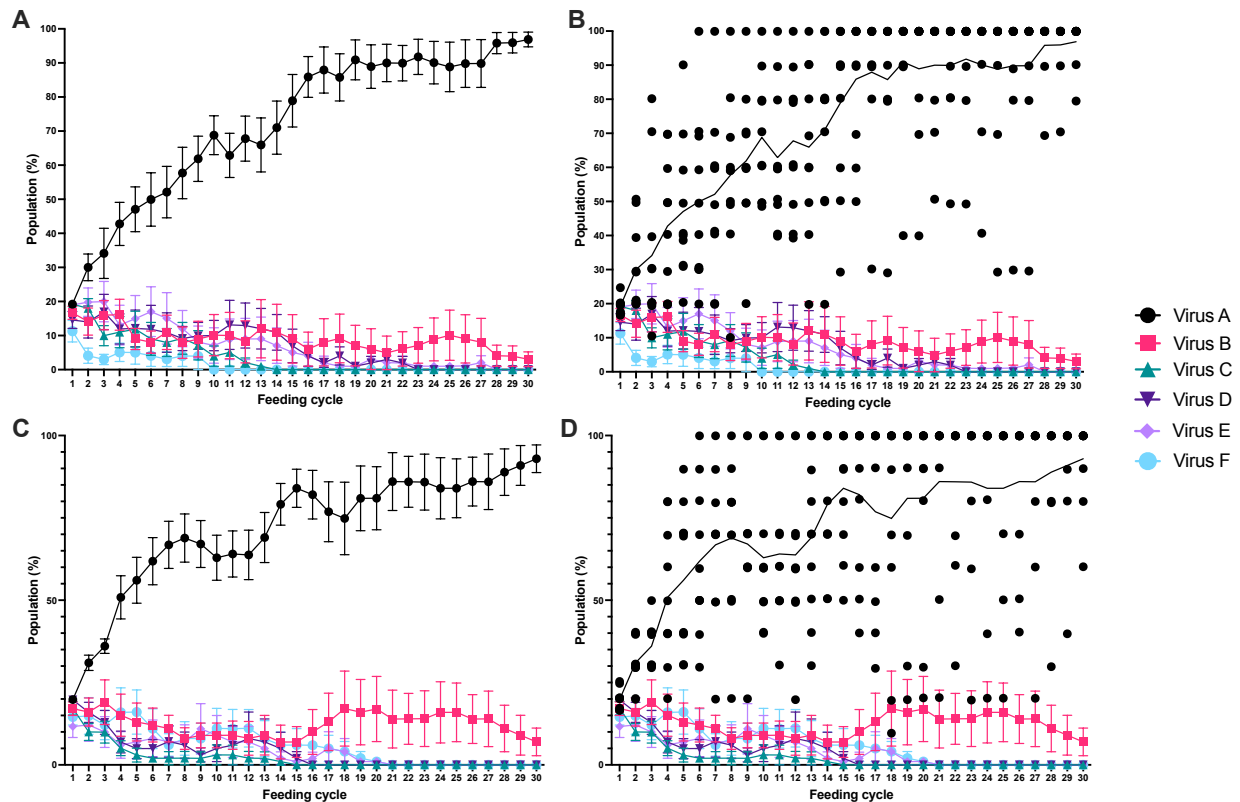 A
Population (%)
100
90
80
70
60
50
40
30
20
10
0
1 2 3 4 5 6 7 8 9 10 11 12 13 14 15 16 17 18 19 20 21 22 23 24 25 26 27 28 29 30
Feeding cycle
B
Population (%)
100
90
80
70
60
50
40
30
20
10
0
1 2 3 4 5 6 7 8 9 10 11 12 13 14 15 16 17 18 19 20 21 22 23 24 25 26 27 28 29 30
Feeding cycle
C
Population (%)
100
50
0
1 2 3 4 5 6 7 8 9 10 11 12 13 14 15 16 17 18 19 20 21 22 23 24 25 26 27 28 29 30
Feeding cycle
D
Population (%)
100
50
0
1 2 3 4 5 6 7 8 9 10 11 12 13 14 15 16 17 18 19 20 21 22 23 24 25 26 27 28 29 30
Feeding cycle
Virus A
Virus B
Virus C
Virus D
Virus E
Virus F